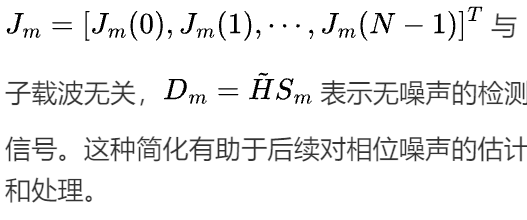 J_m = [J_m(0), J_m(1), ⋯, J_m(N − 1)]^T 与
子载波无关，D_m = H̃S_m 表示无噪声的检测
信号。这种简化有助于后续对相位噪声的估计
和处理。